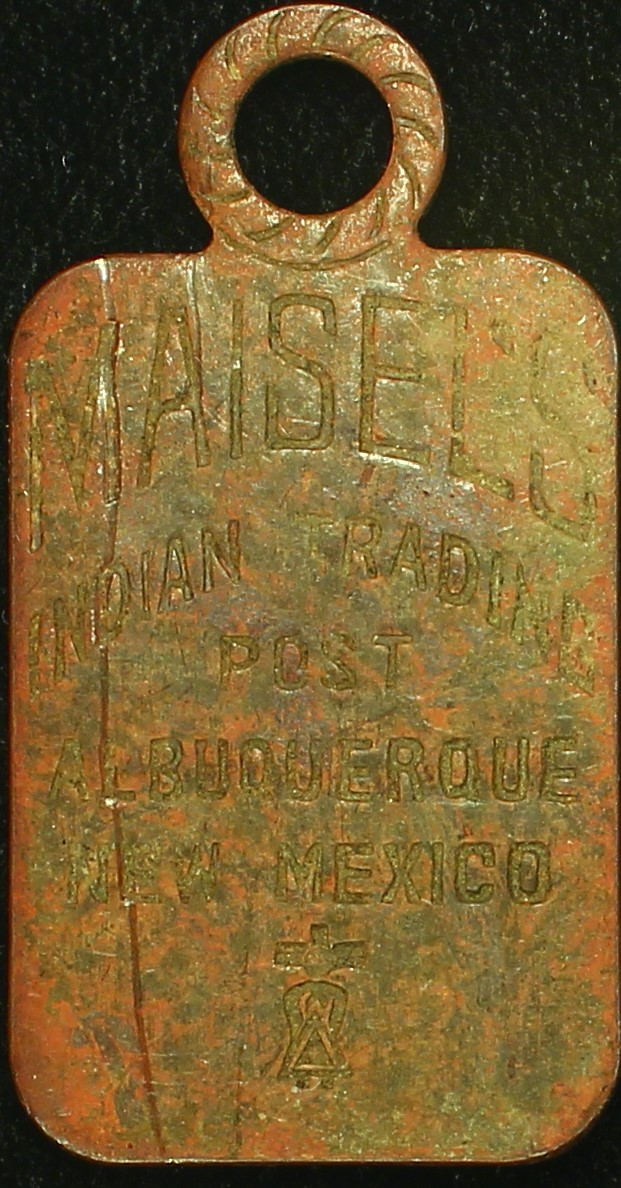 MAISEL'S
INDIAN TRADING
POST
ALBUQUERQUE
NEW MEXICO